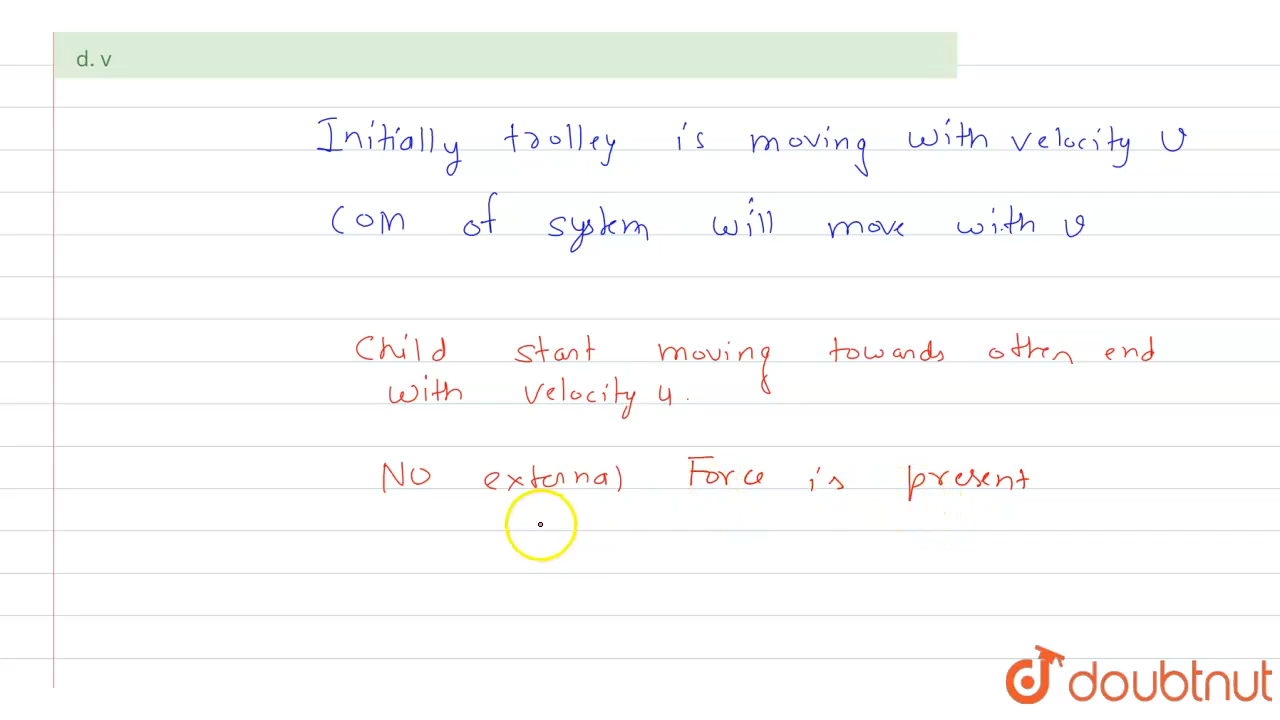 d. v
Initially trolley is moving with velocity v
COM of system will move with v
Child start moving towards other end
with velocity u.
NO external Force is present
doubtnut